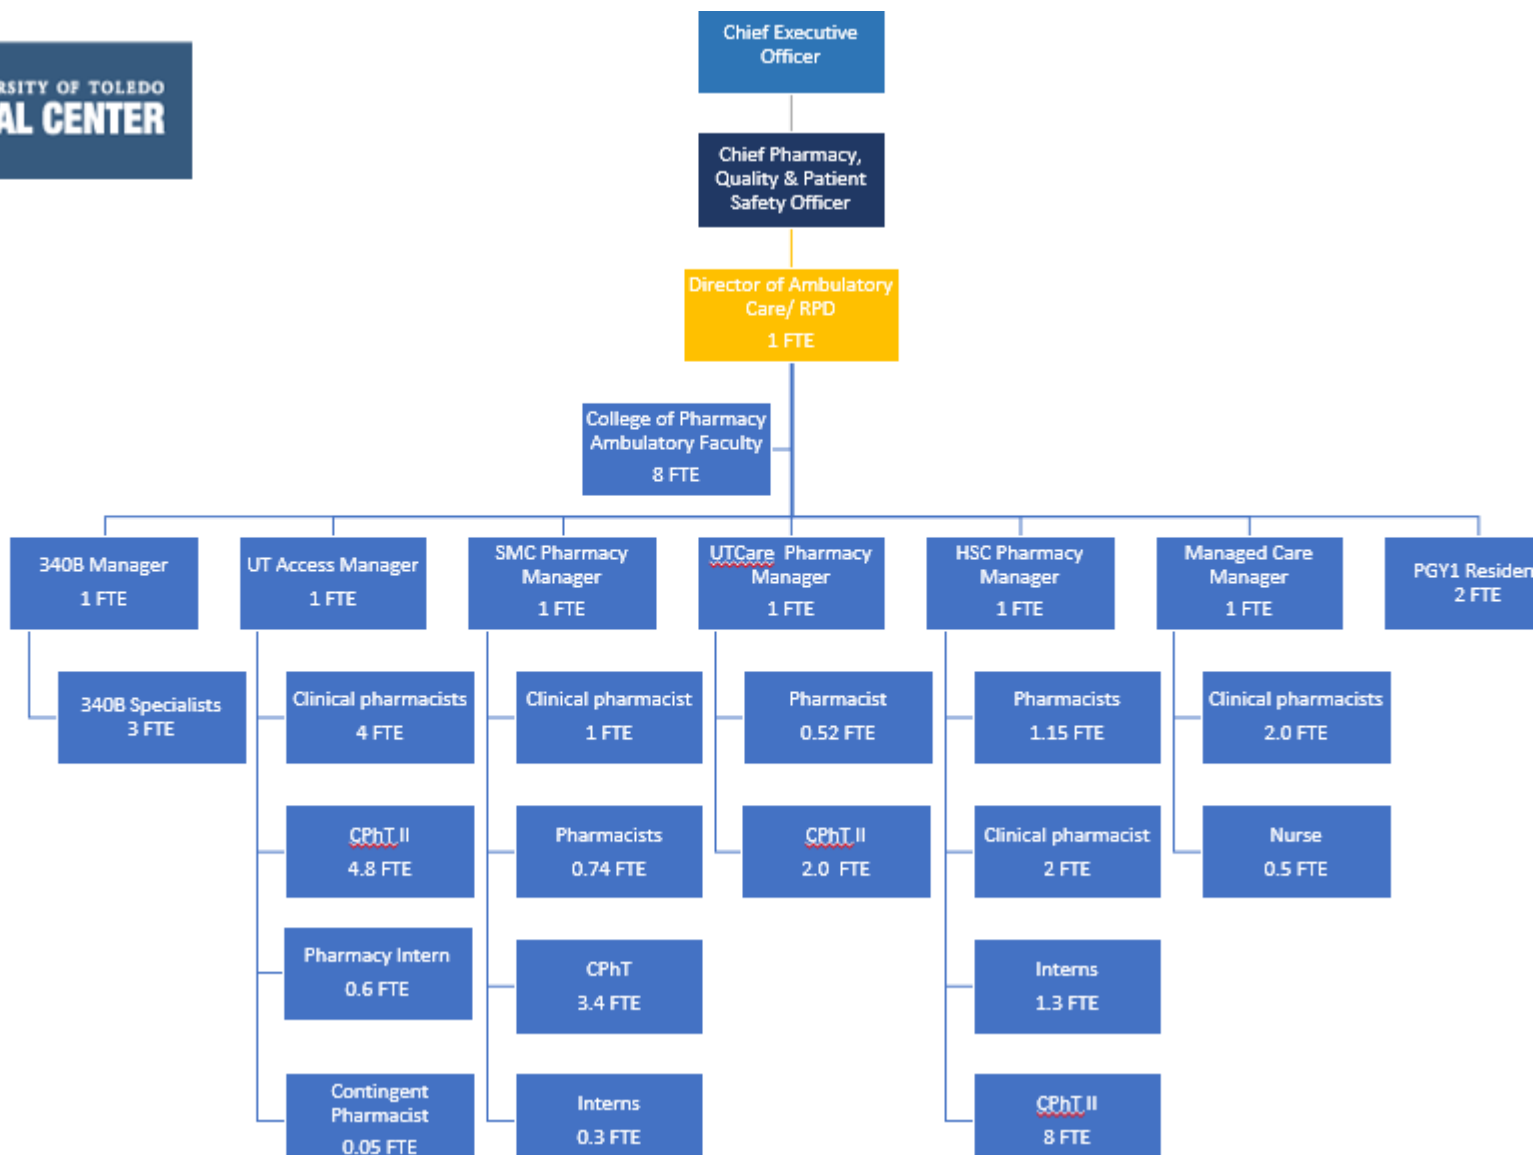 OF TOLEDO
CENTER
Chief Executive
Officer
Chief Pharmacy,
Quality & Patient
Safety Officer
Director of Ambulatory
Care/ RPD
1 FTE
College of Pharmacy
Ambulatory Faculty
8 FTE
340B Manager
1 FTE
UT Access Manager
1 FTE
SMC Pharmacy
Manager
1 FTE
UTCare Pharmacy
Manager
1 FTE
HSC Pharmacy
Manager
1 FTE
Managed Care
Manager
1 FTE
PGY1
2 FTE
340B Specialists
3 FTE
Clinical pharmacists
4 FTE
Clinical pharmacist
1 FTE
Pharmacist
0.52 FTE
Pharmacists
1.15 FTE
Clinical pharmacists
2.0 FTE
CPhT II
4.8 FTE
Pharmacists
0.74 FTE
CPhT II
2.0 FTE
Clinical pharmacist
2 FTE
Nurse
0.5 FTE
Pharmacy Intern
0.6 FTE
CPhT
3.4 FTE
Interns
1.3 FTE
Contingent
Pharmacist
0.05 FTE
Interns
0.3 FTE
CPhT II
8 FTE